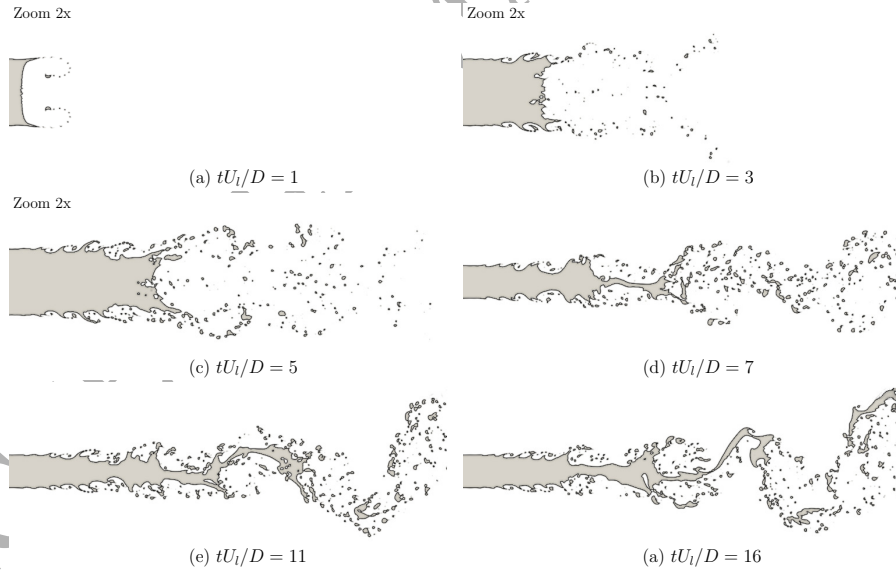 Zoom 2x
Zoom 2x
(a) tU_l/D = 1
(b) tU_l/D = 3
Zoom 2x
(c) tU_l/D = 5
(d) tU_l/D = 7
(e) tU_l/D = 11
(a) tU_l/D = 16